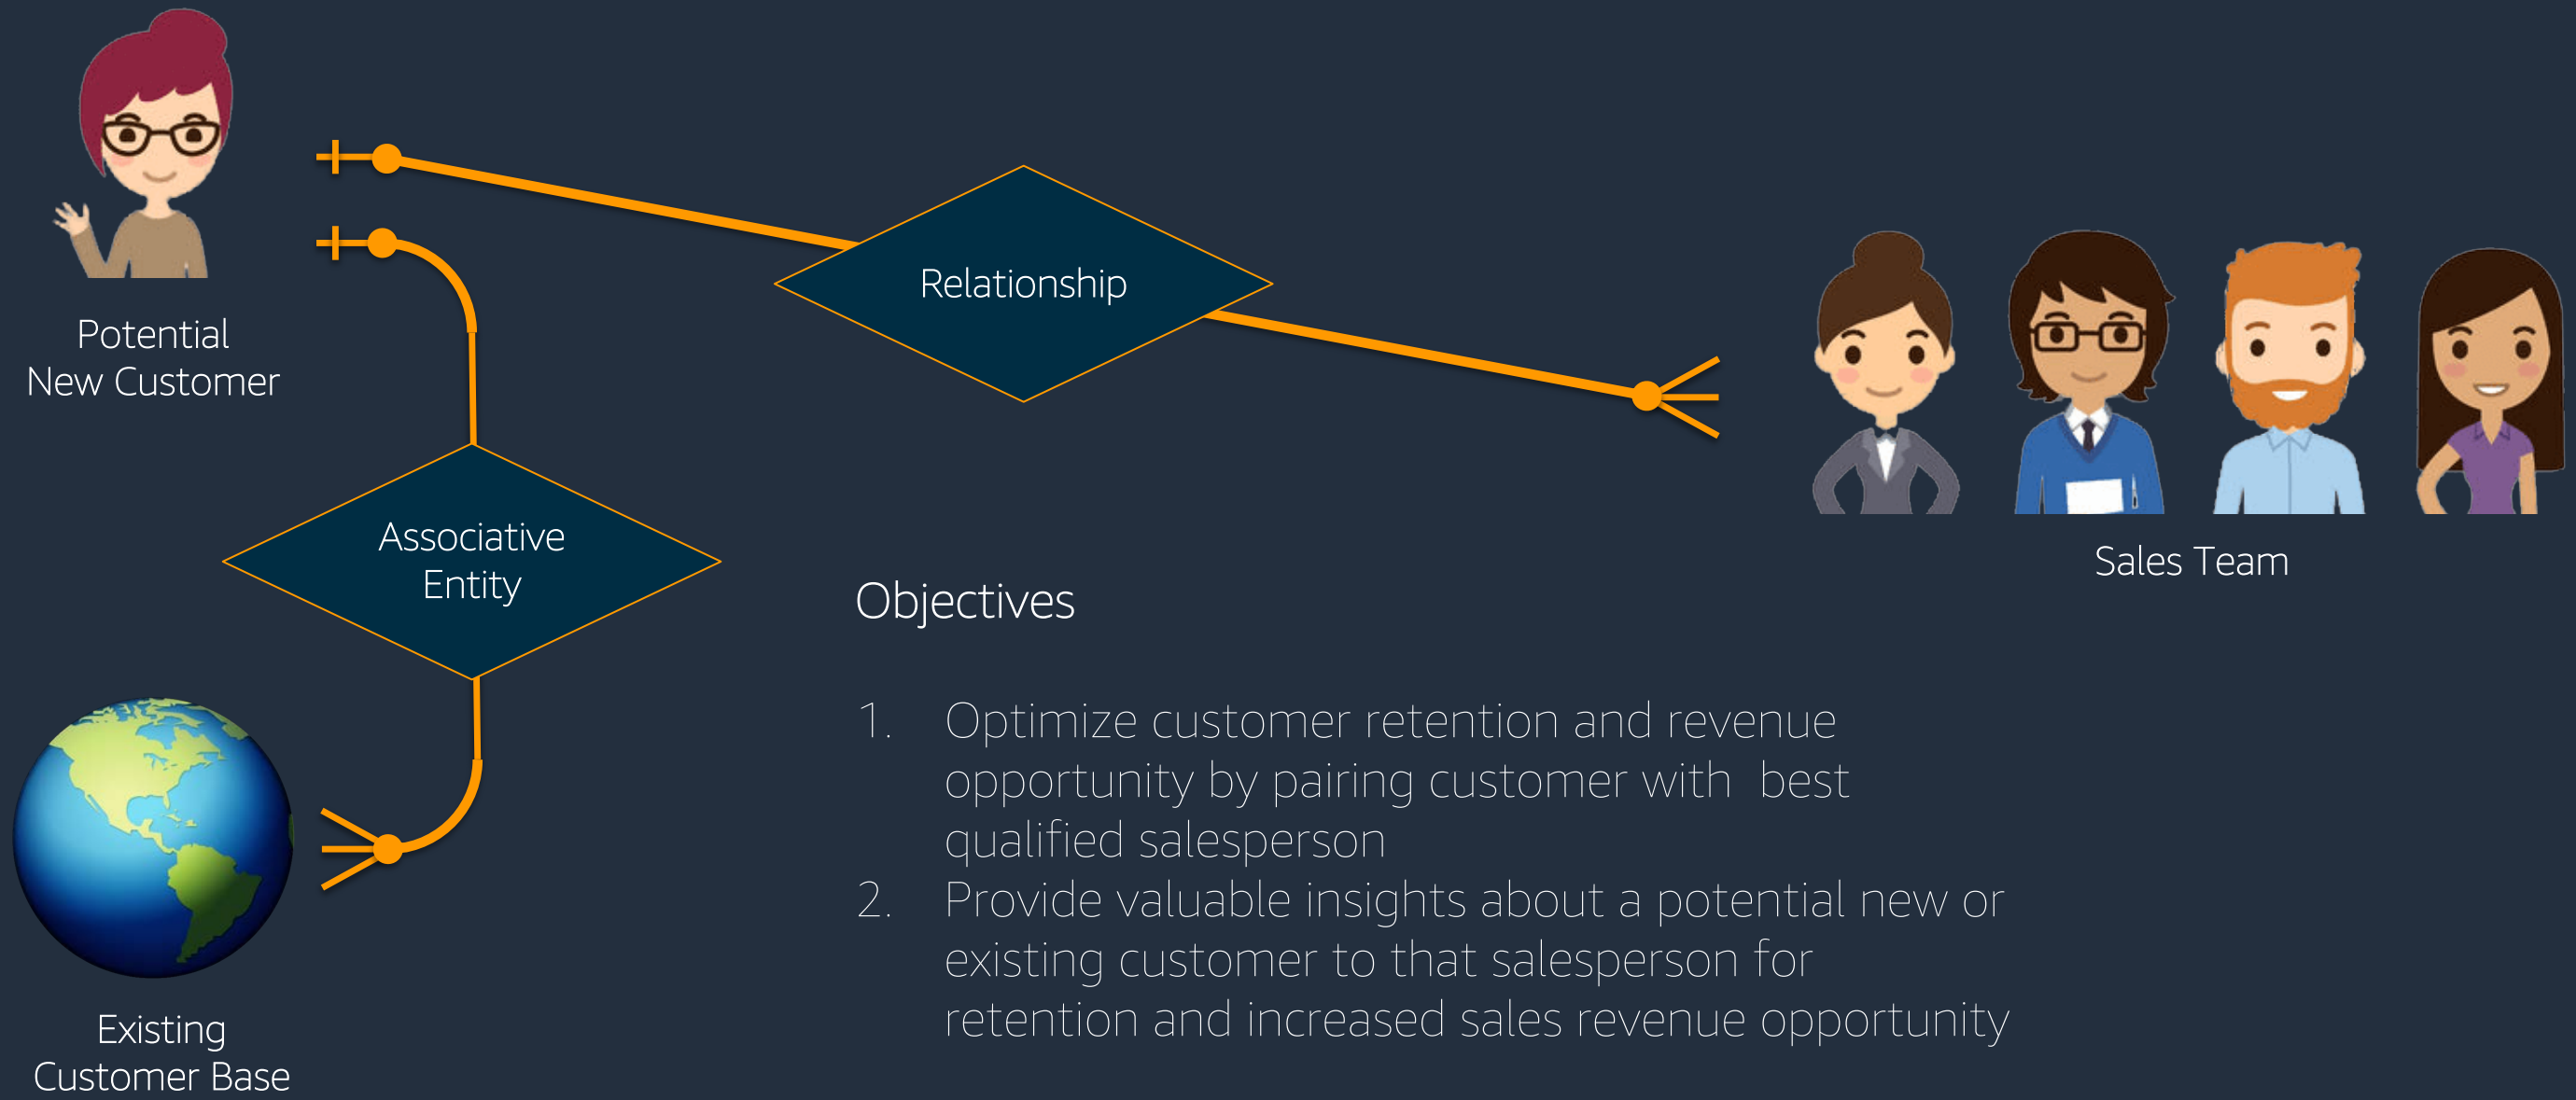 Potential
New Customer
Relationship
Sales Team
Associative
Entity
Existing
Customer Base
Objectives
1. Optimize customer retention and revenue
opportunity by pairing customer with  best
qualified salesperson
2. Provide valuable insights about a potential new or
existing customer to that salesperson for
retention and increased sales revenue opportunity